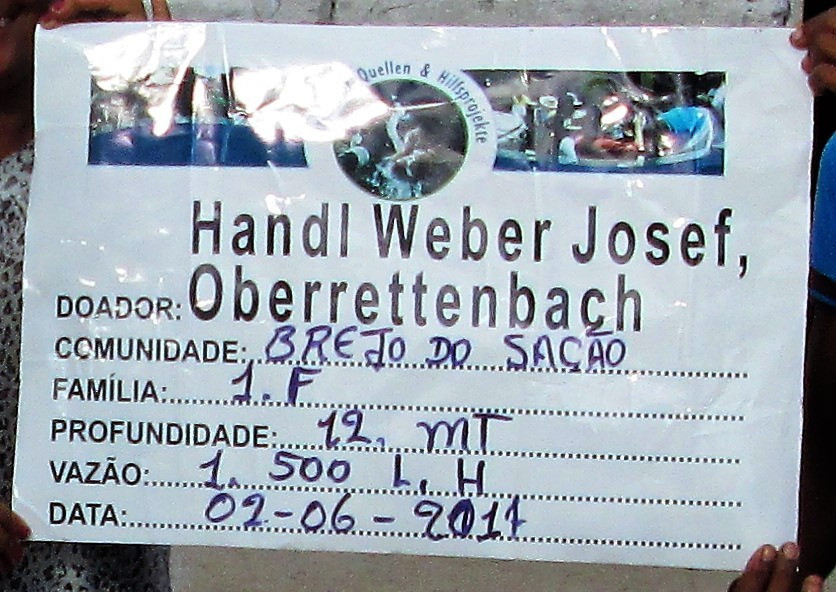 Quellen & Hilfsprojekte
Handl Weber Josef,
DOADOR: Oberrettenbach
COMUNIDADE: BREJO DO SAÇÃO
FAMÍLIA: 1. F
PROFUNDIDADE: 12. MT
VAZÃO: 1. 500 L. H
DATA: 02-06-2011